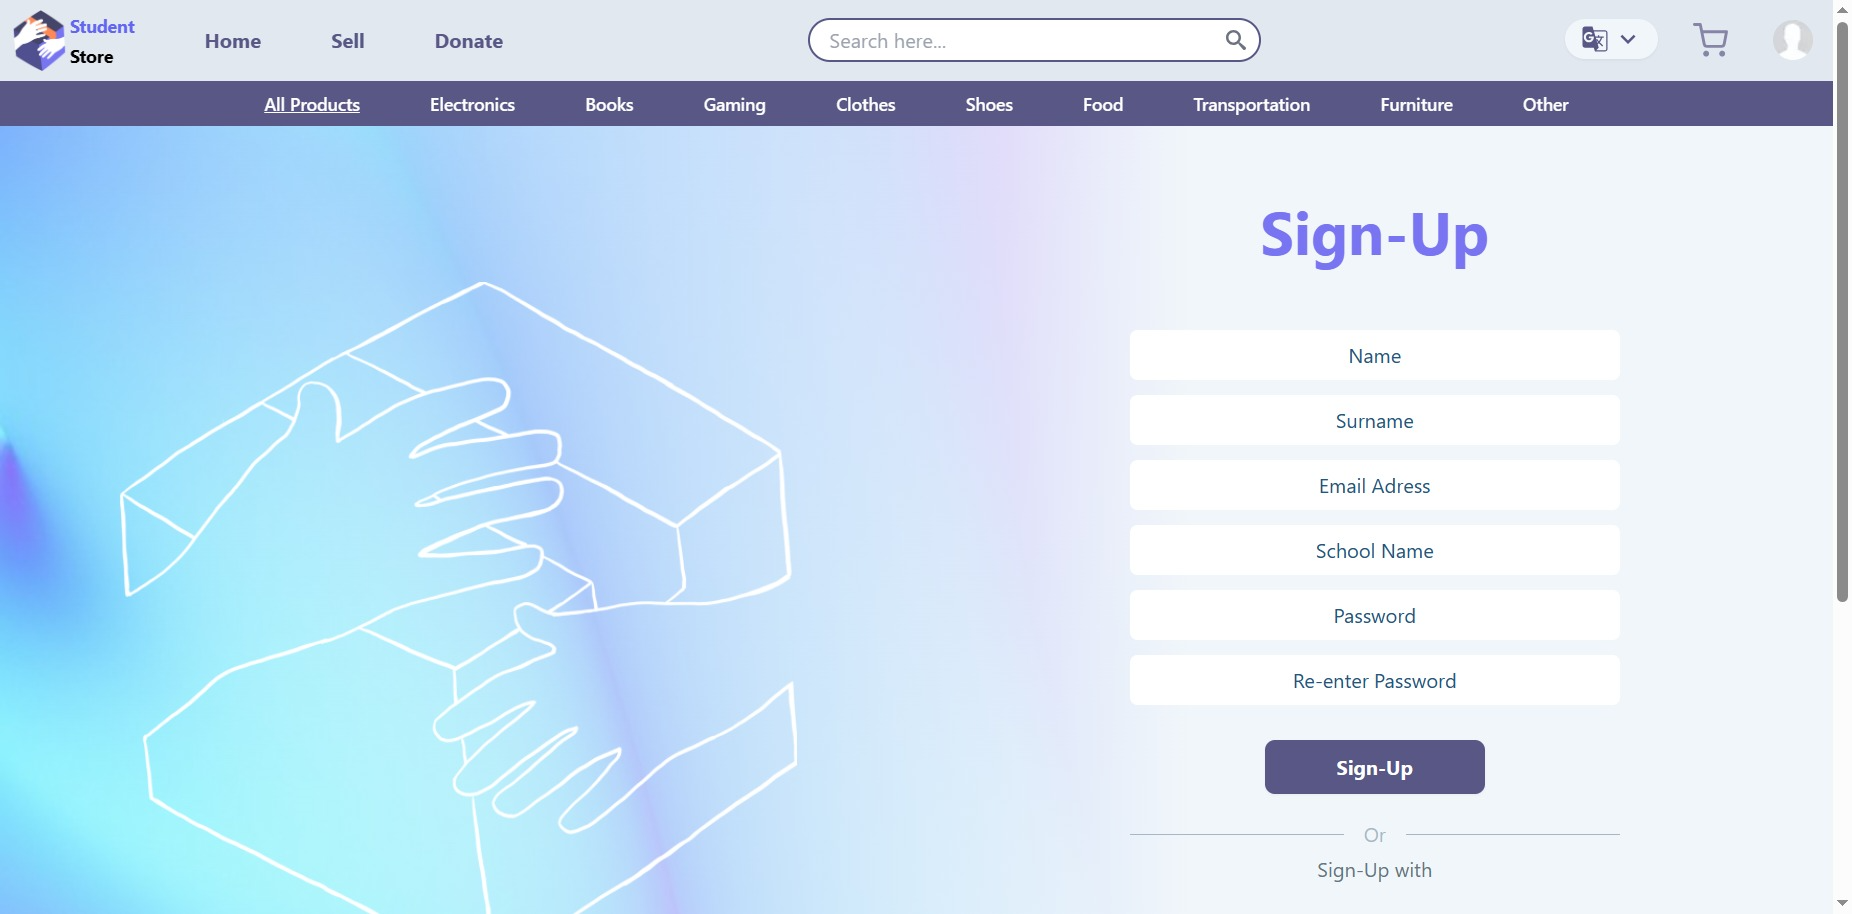 Student
Store
Home
Sell
Donate
Search here...
All Products
Electronics
Books
Gaming
Clothes
Shoes
Food
Transportation
Furniture
Other
Sign-Up
Name
Surname
Email Adress
School Name
Password
Re-enter Password
Sign-Up
Or
Sign-Up with